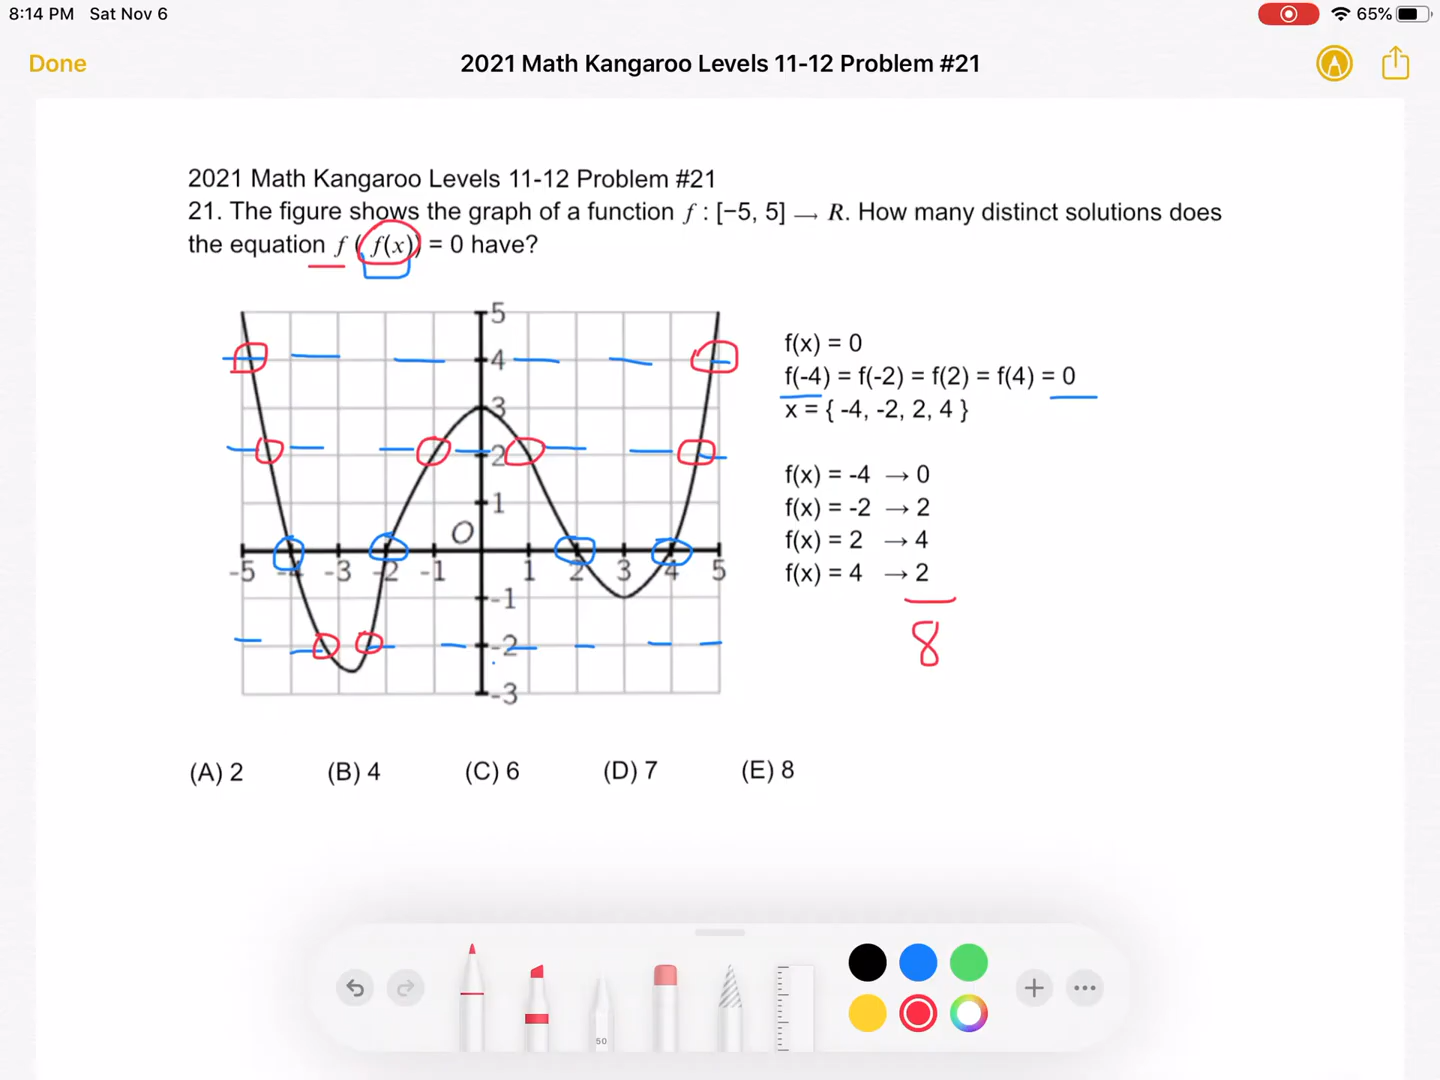 8:14 PM Sat Nov 6
65%
Done
2021 Math Kangaroo Levels 11-12 Problem #21
2021 Math Kangaroo Levels 11-12 Problem #21
21. The figure shows the graph of a function f : [−5, 5] → R. How many distinct solutions does
the equation f ( f(x)) = 0 have?
5
4
3
2
1
O
-5 -4 -3 -2 -1 1 2 3 4 5
-1
-2
-3
f(x) = 0
f(-4) = f(-2) = f(2) = f(4) = 0
x = { -4, -2, 2, 4 }
f(x) = -4 → 0
f(x) = -2 → 2
f(x) = 2 → 4
f(x) = 4 → 2
8
(A) 2 (B) 4 (C) 6 (D) 7 (E) 8
50